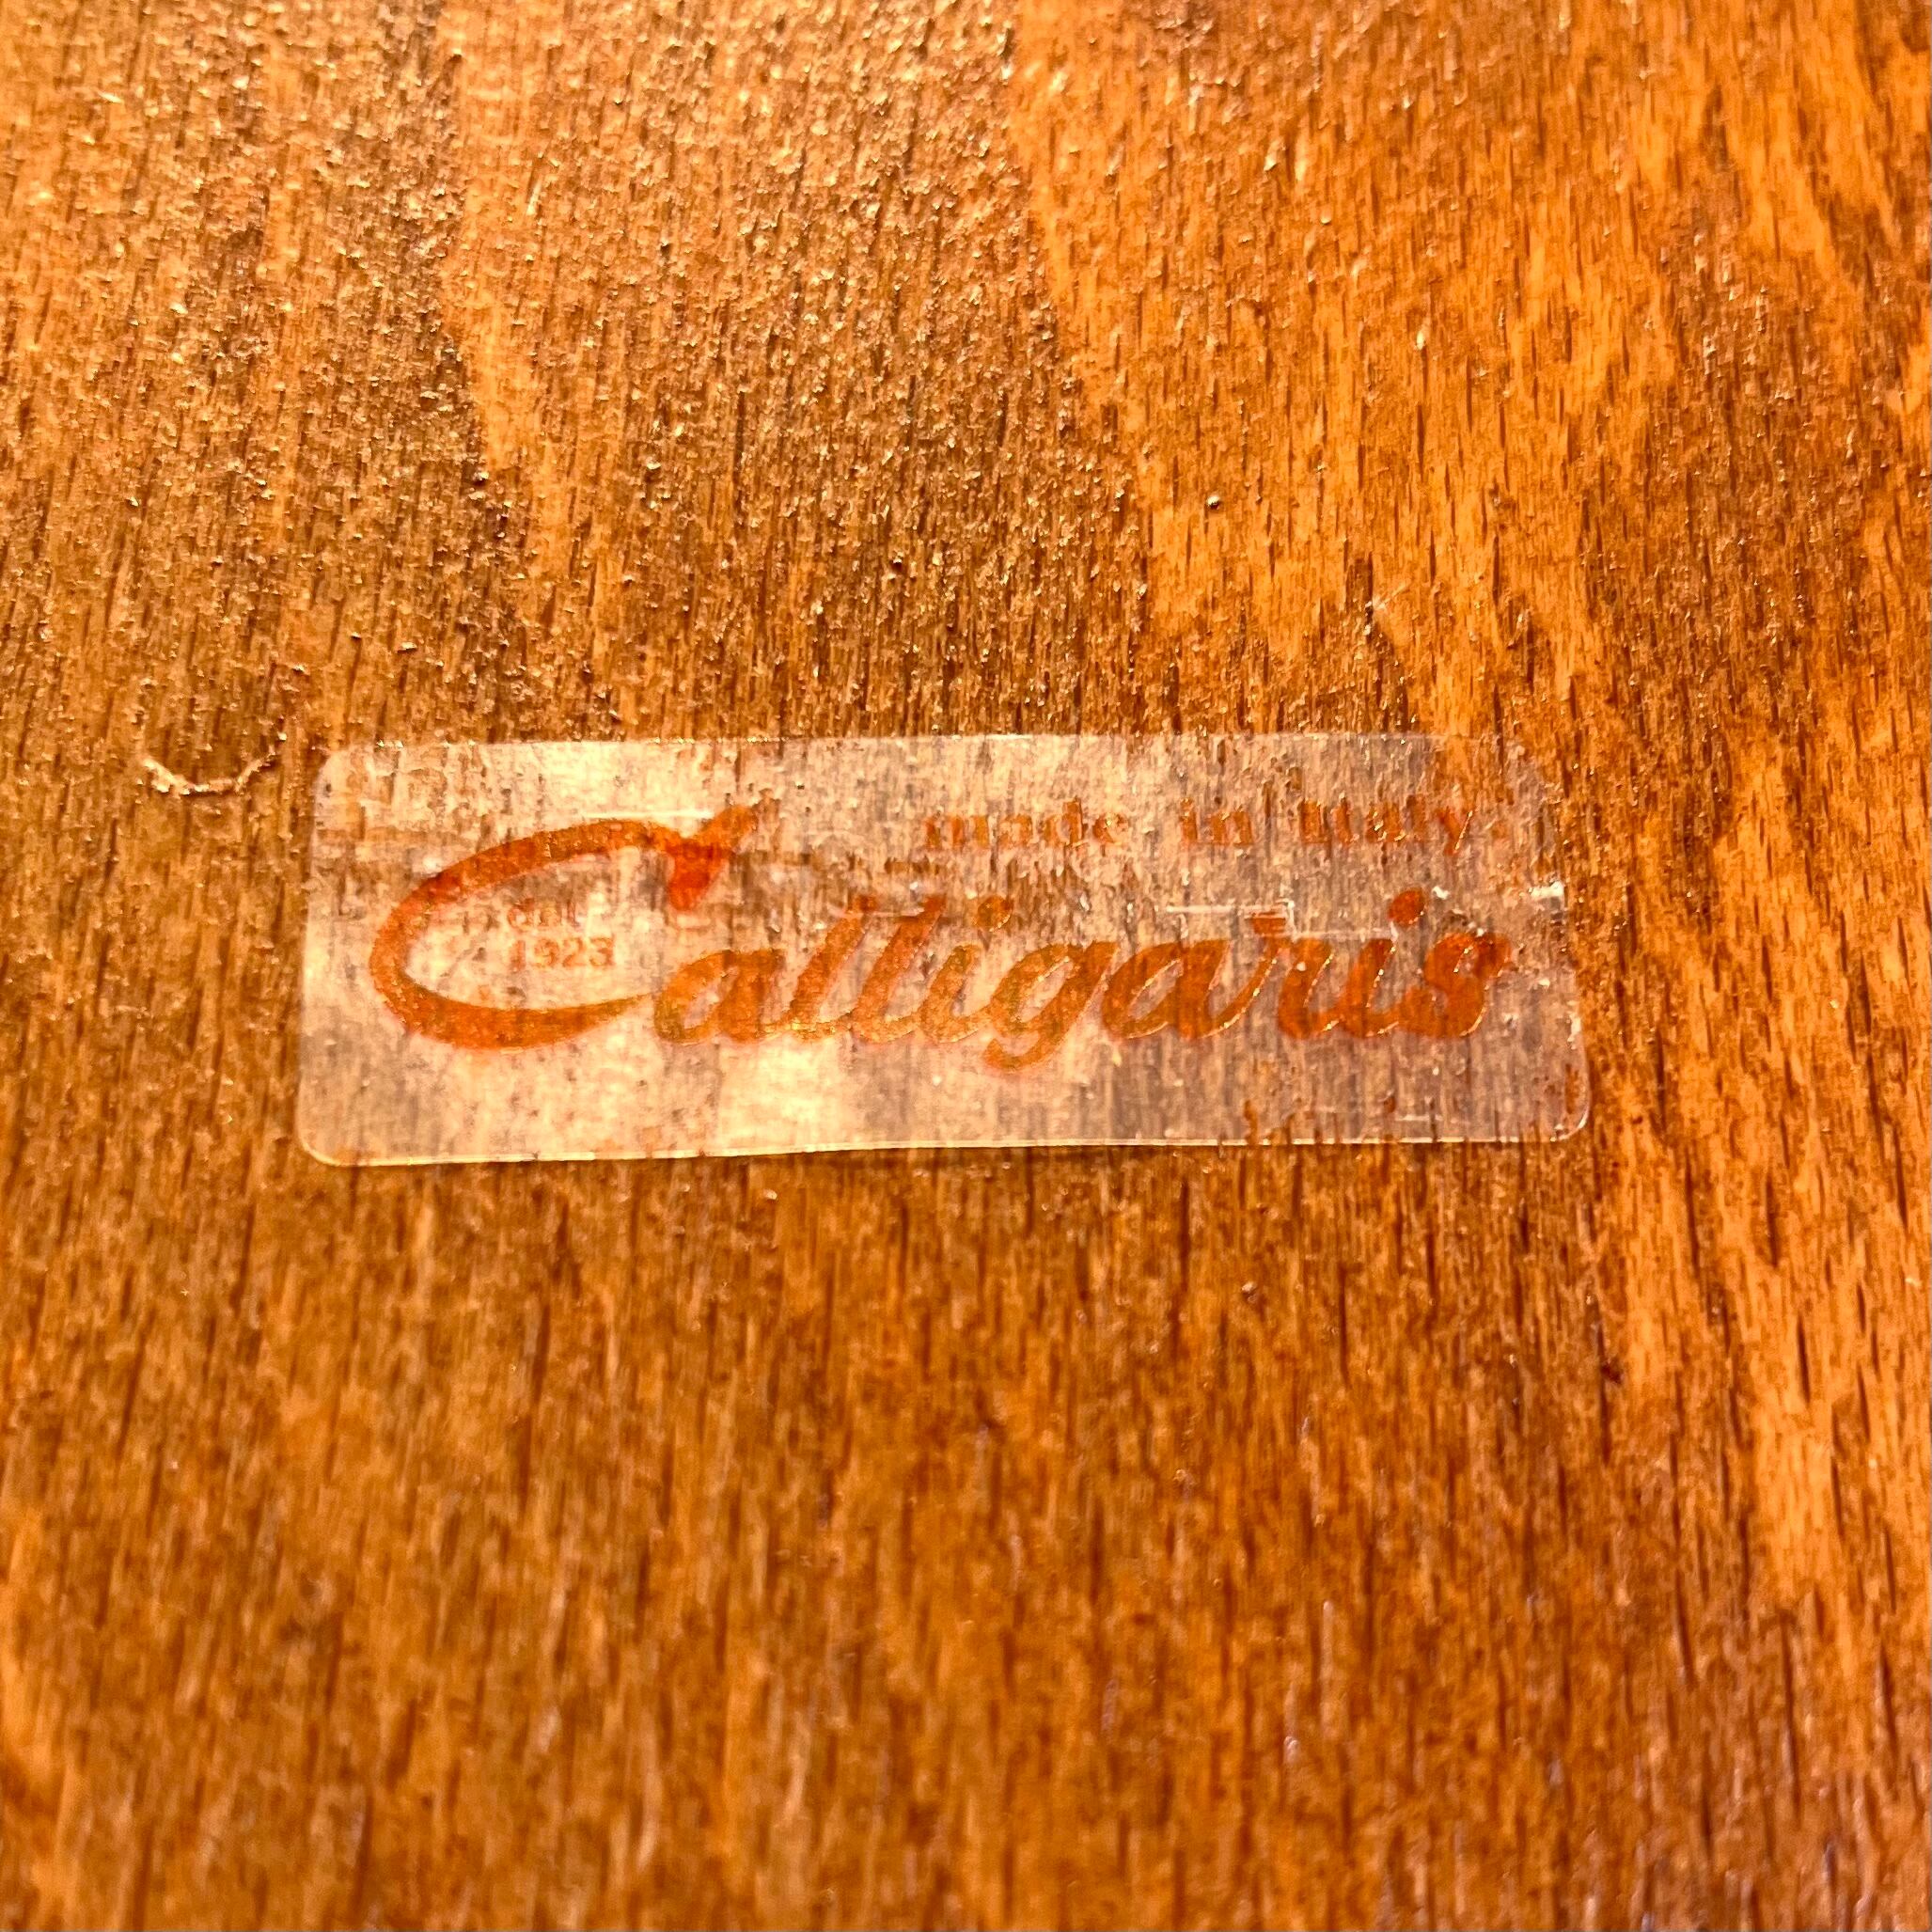 made in Italy
dal
1923
Calligaris